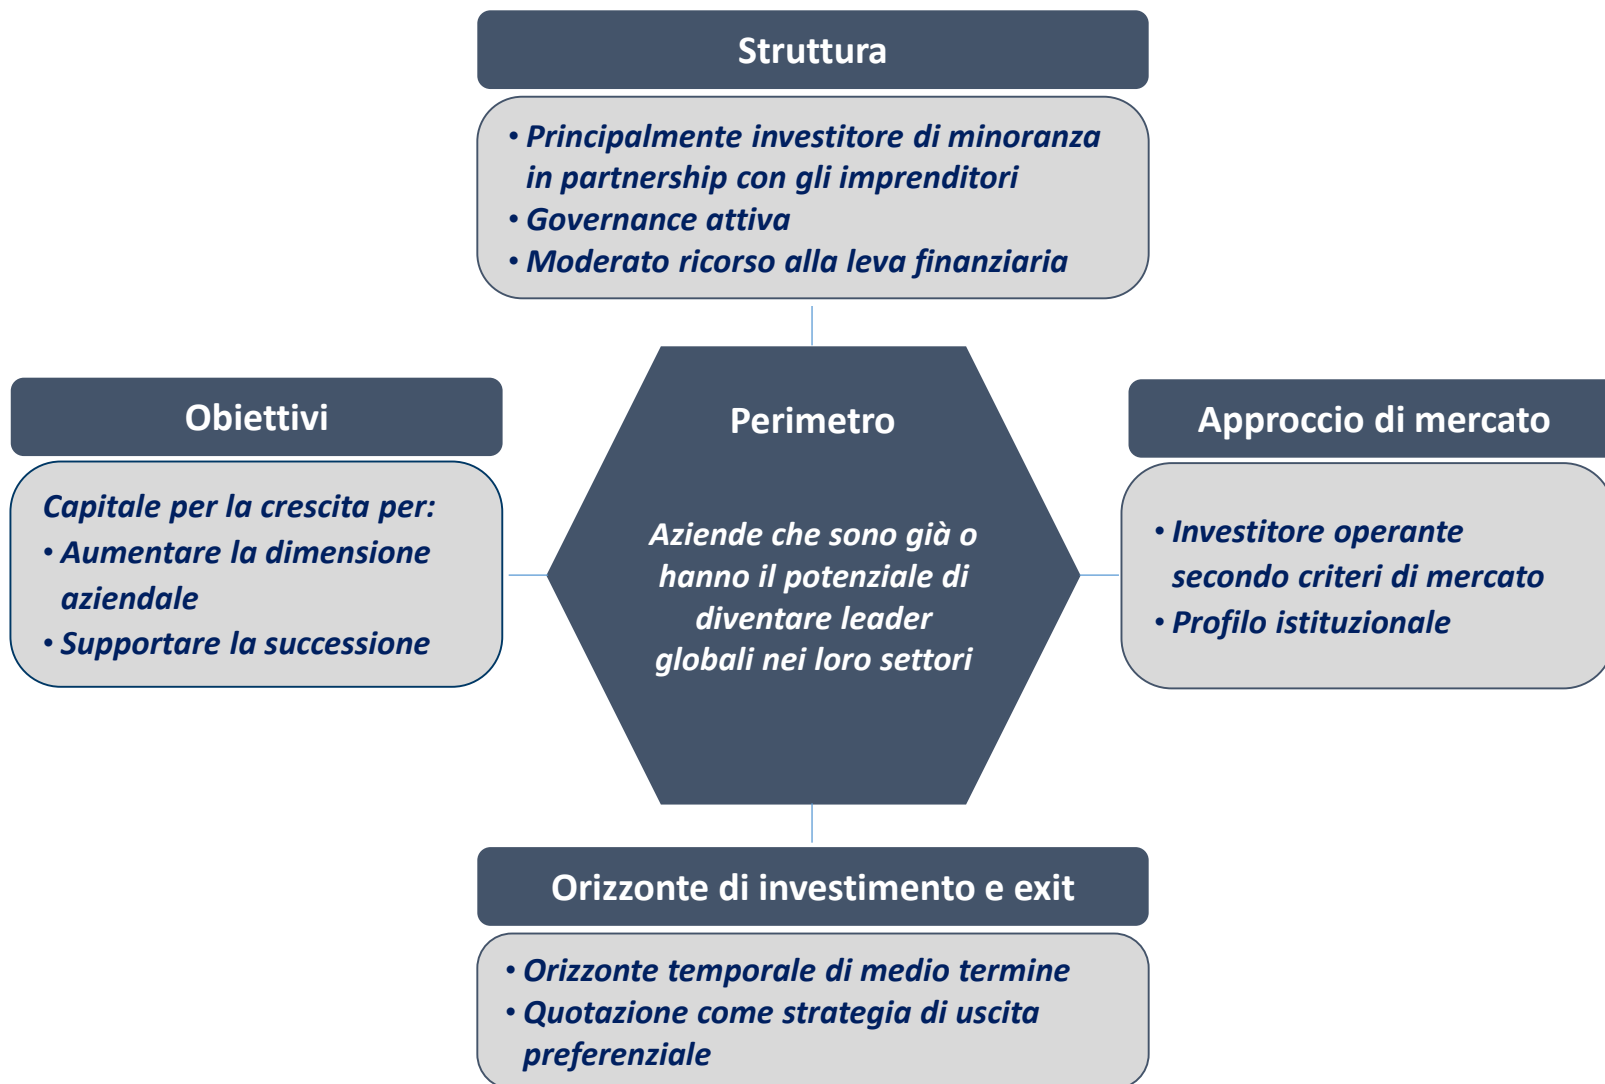 Struttura
• Principalmente investitore di minoranza
in partnership con gli imprenditori
• Governance attiva
• Moderato ricorso alla leva finanziaria
Obiettivi
Capitale per la crescita per:
• Aumentare la dimensione
aziendale
• Supportare la successione
Perimetro
Aziende che sono già o
hanno il potenziale di
diventare leader
globali nei loro settori
Approccio di mercato
• Investitore operante
secondo criteri di mercato
• Profilo istituzionale
Orizzonte di investimento e exit
• Orizzonte temporale di medio termine
• Quotazione come strategia di uscita
preferenziale